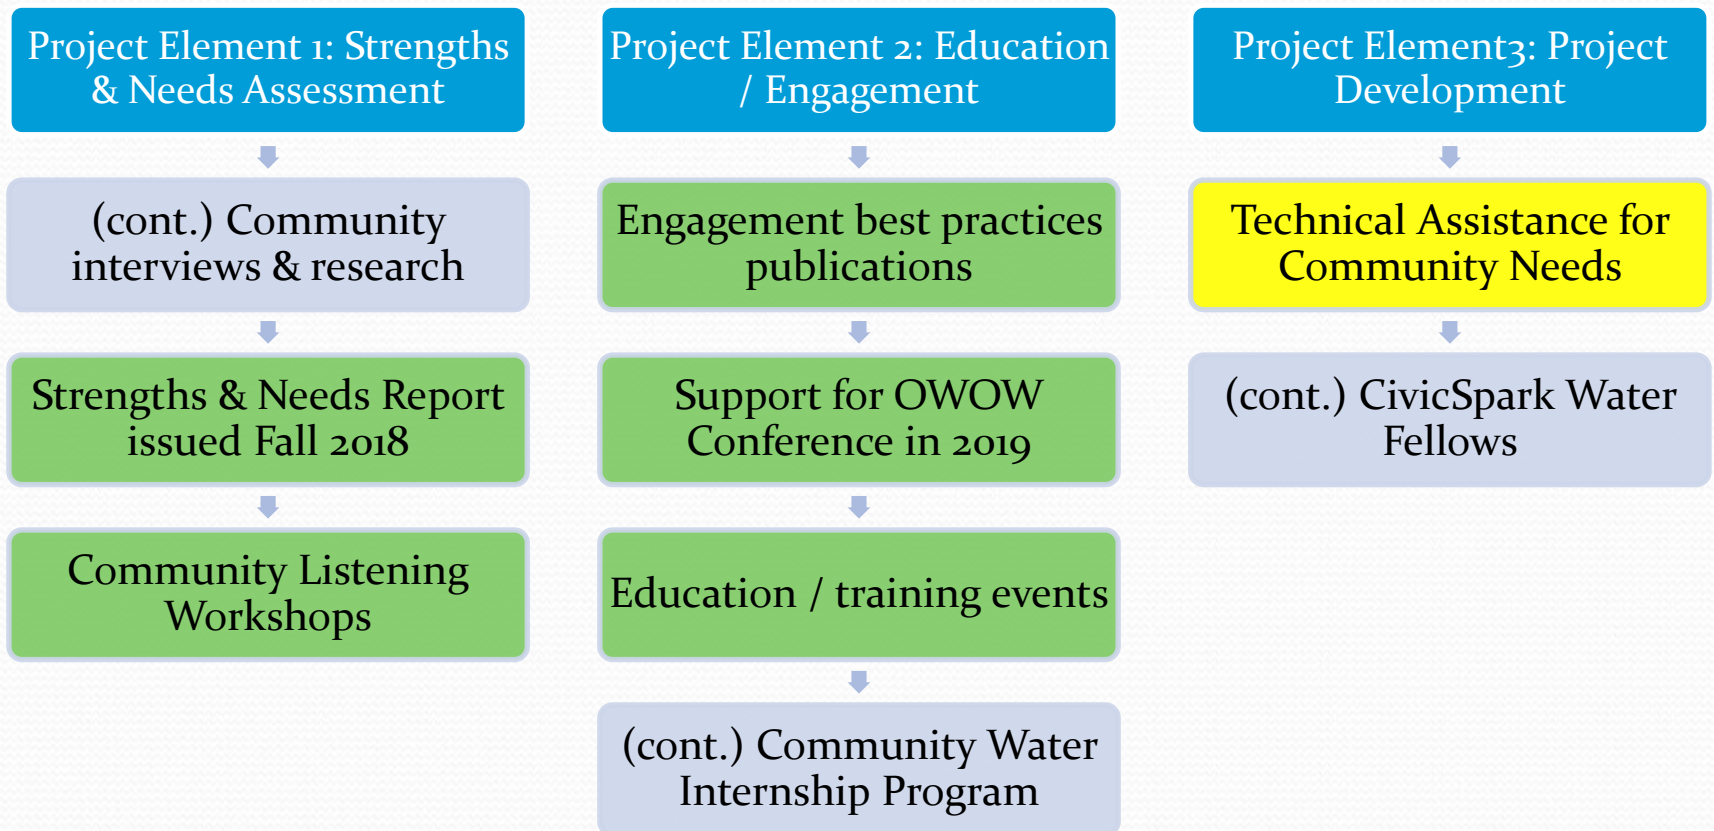 Project Element 1: Strengths
& Needs Assessment
(cont.) Community
interviews & research
Strengths & Needs Report
issued Fall 2018
Community Listening
Workshops
Project Element 2: Education
/ Engagement
Engagement best practices
publications
Support for OWOW
Conference in 2019
Education / training events
(cont.) Community Water
Internship Program
Project Element3: Project
Development
Technical Assistance for
Community Needs
(cont.) CivicSpark Water
Fellows